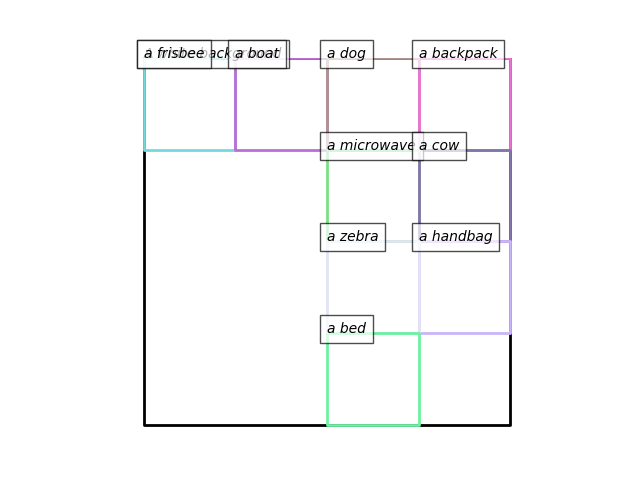 a frisbee
a boat
a dog
a backpack
a microwave
a cow
a zebra
a handbag
a bed